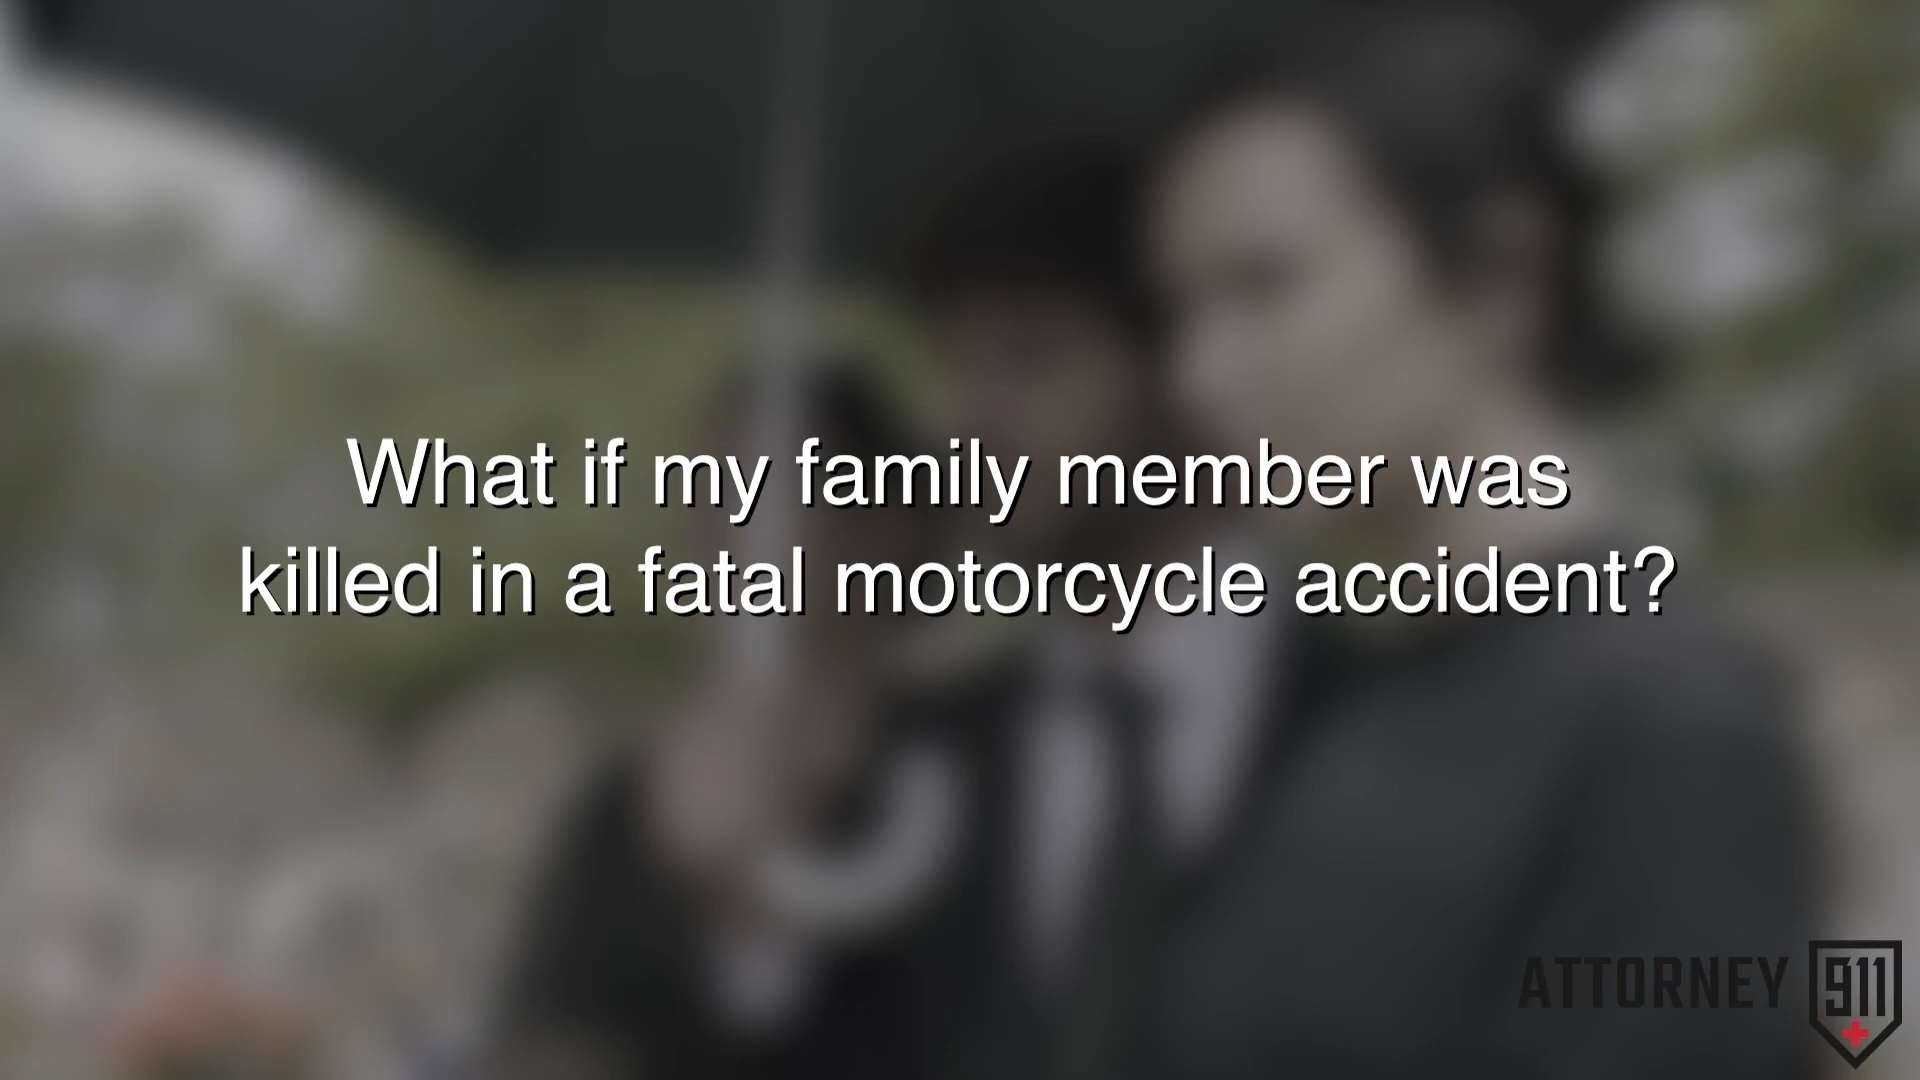 What if my family member was
killed in a fatal motorcycle accident?
ATTORNEY 911